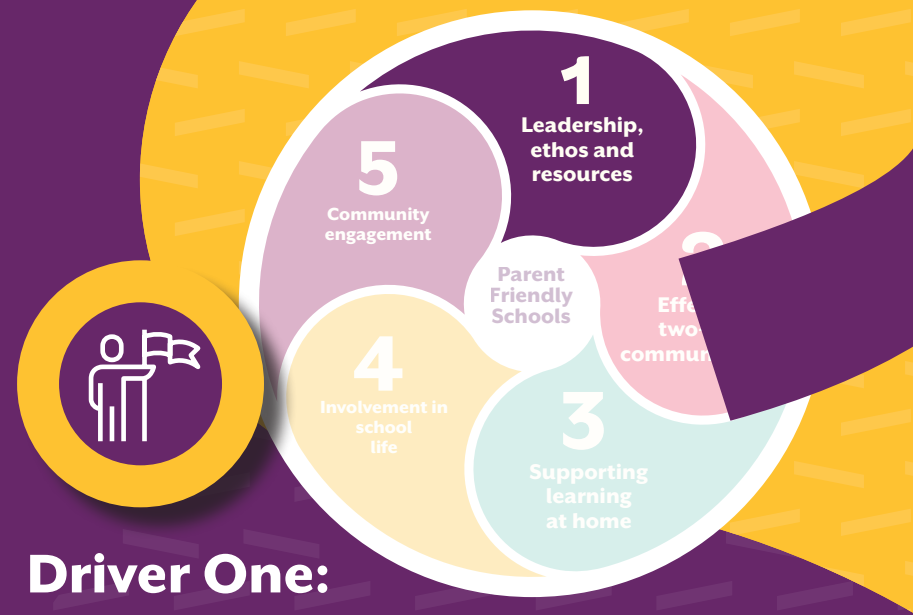 1
Leadership,
ethos and
resources
5
Community
engagement
Parent
Friendly
Schools
4
Involvement in
school
life
3
Supporting
learning
at home
Driver One: